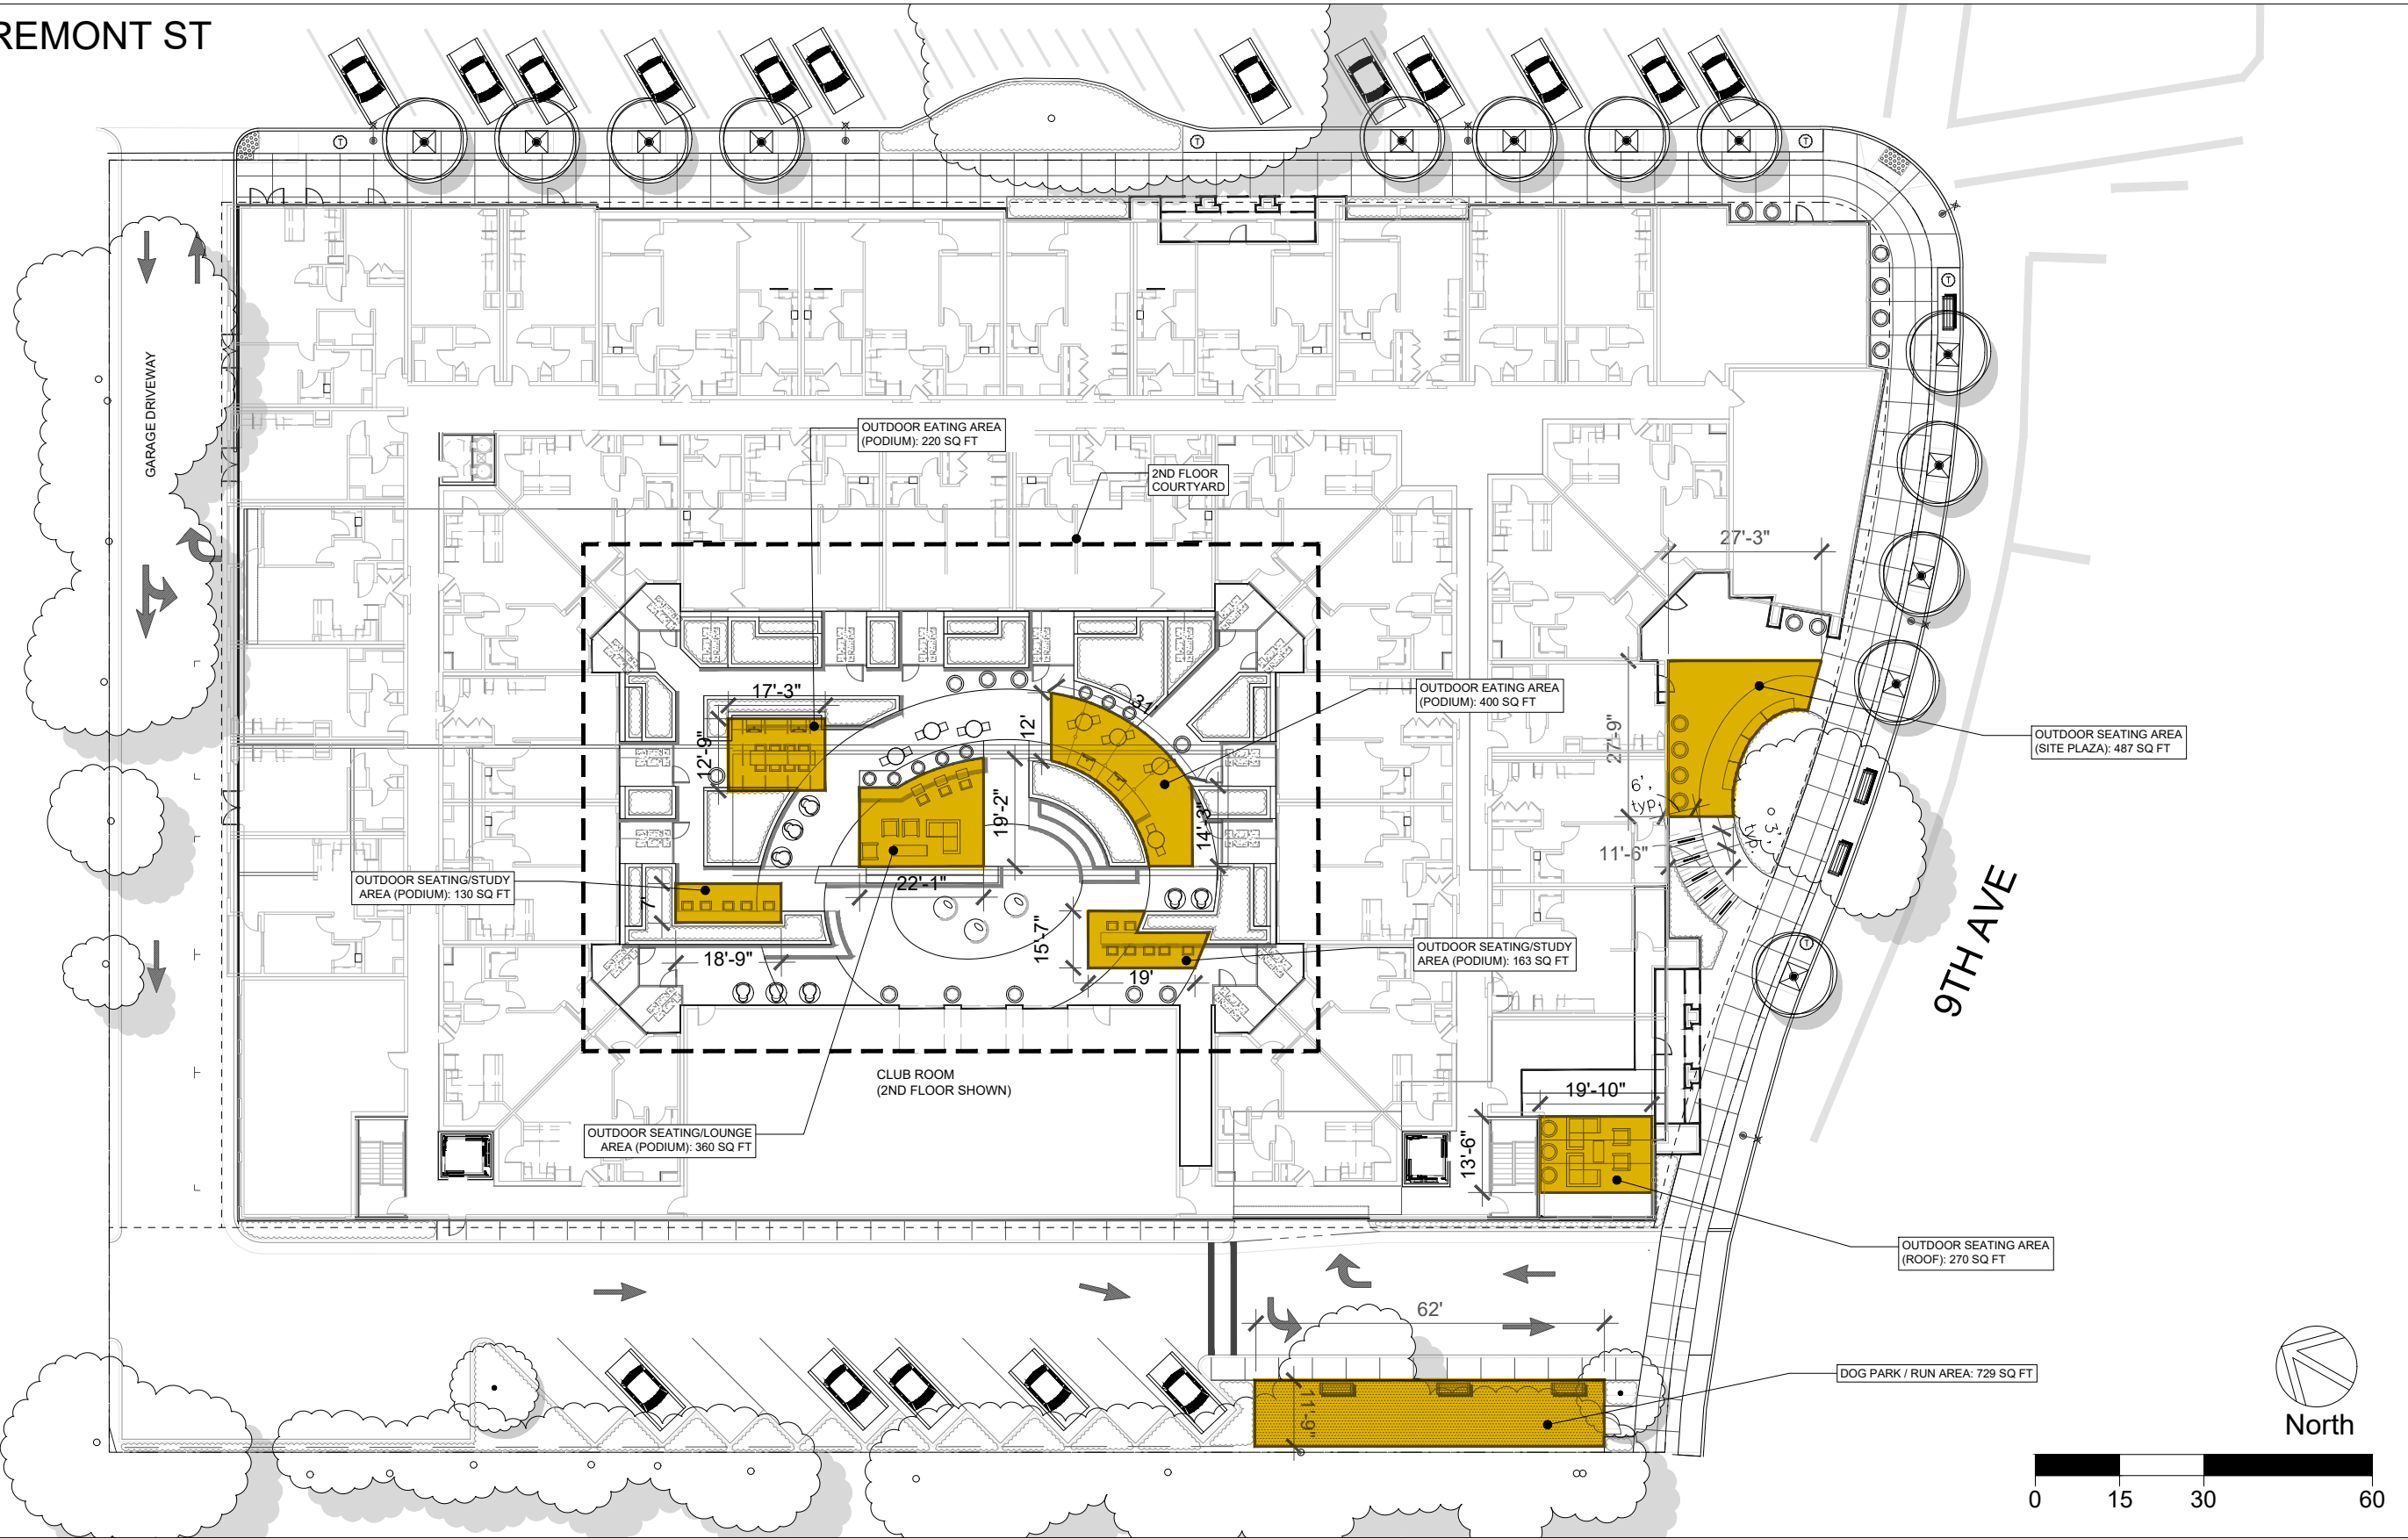 REMONT ST
GARAGE DRIVEWAY
OUTDOOR EATING AREA
(PODIUM): 220 SQ FT
2ND FLOOR
COURTYARD
27'-3"
17'-3"
12'-9"
12'
31'
OUTDOOR EATING AREA
(PODIUM): 400 SQ FT
27'-9"
OUTDOOR SEATING AREA
(SITE PLAZA): 487 SQ FT
6',
typ.
3',
typ.
11'-6"
19'-2"
14'-3"
OUTDOOR SEATING/STUDY
AREA (PODIUM): 130 SQ FT
22'-1"
7'
15'-7"
18'-9"
19'
OUTDOOR SEATING/STUDY
AREA (PODIUM): 163 SQ FT
9TH AVE
CLUB ROOM
(2ND FLOOR SHOWN)
OUTDOOR SEATING/LOUNGE
AREA (PODIUM): 360 SQ FT
19'-10"
13'-6"
OUTDOOR SEATING AREA
(ROOF): 270 SQ FT
62'
11'-9"
DOG PARK / RUN AREA: 729 SQ FT
North
0 15 30 60